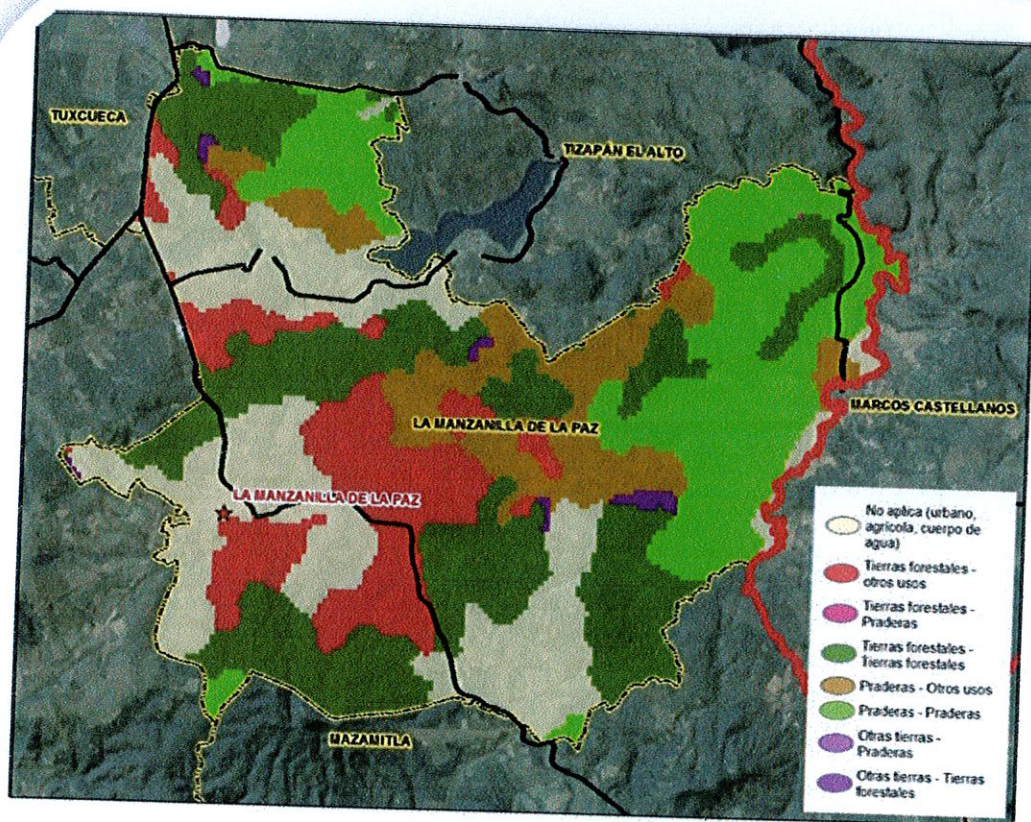 TUXCUECA
TIZAPÁN EL ALTO
MARCOS CASTELLANOS
LA MANZANILLA DE LA PAZ
LA MANZANILLA DE LA PAZ
MAZAMITLA
No aplica (urbano,
agrícola, cuerpo de
agua)
Tierras forestales -
otros usos
Tierras forestales -
Praderas
Tierras forestales -
Tierras forestales
Praderas - Otros usos
Praderas - Praderas
Otras tierras -
Praderas
Otras tierras - Tierras
forestales